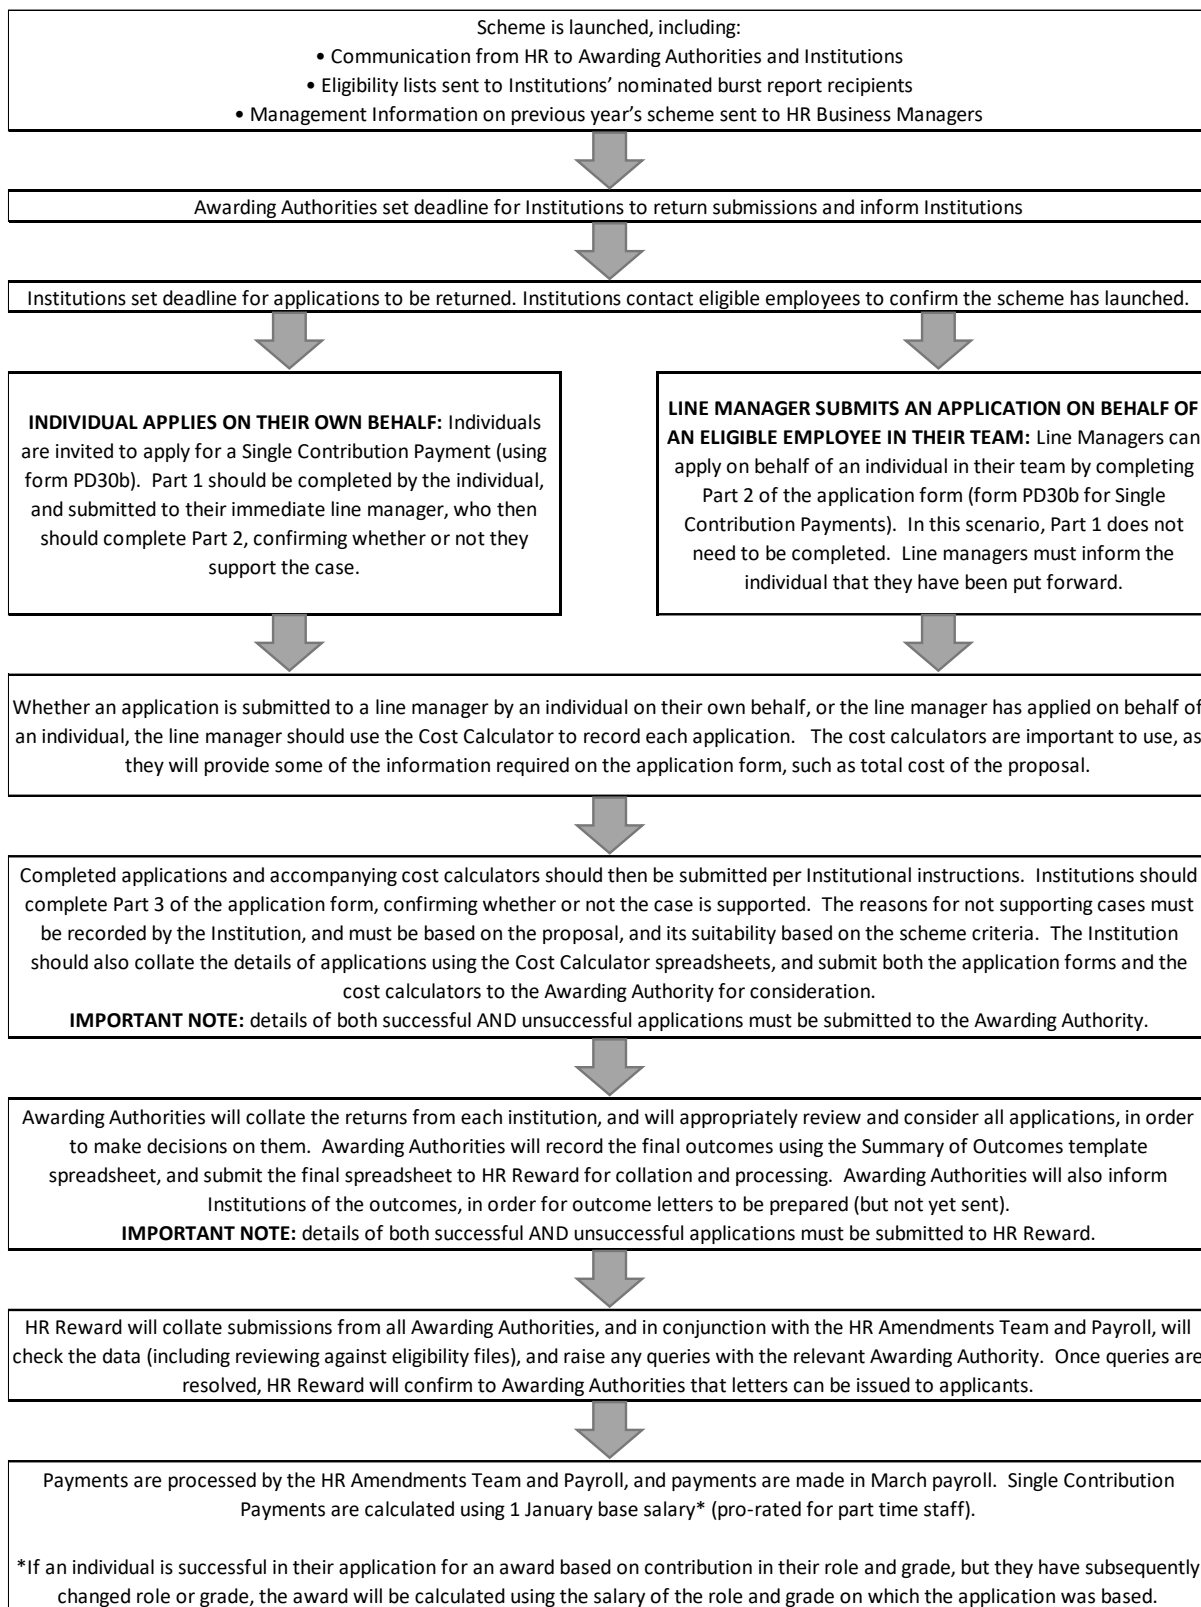 Scheme is launched, including:
• Communication from HR to Awarding Authorities and Institutions
• Eligibility lists sent to Institutions’ nominated burst report recipients
• Management Information on previous year’s scheme sent to HR Business Managers
Awarding Authorities set deadline for Institutions to return submissions and inform Institutions
Institutions set deadline for applications to be returned. Institutions contact eligible employees to confirm the scheme has launched.
INDIVIDUAL APPLIES ON THEIR OWN BEHALF: Individuals
are invited to apply for a Single Contribution Payment (using
form PD30b). Part 1 should be completed by the individual,
and submitted to their immediate line manager, who then
should complete Part 2, confirming whether or not they
support the case.
LINE MANAGER SUBMITS AN APPLICATION ON BEHALF OF
AN ELIGIBLE EMPLOYEE IN THEIR TEAM: Line Managers can
apply on behalf of an individual in their team by completing
Part 2 of the application form (form PD30b for Single
Contribution Payments). In this scenario, Part 1 does not
need to be completed. Line managers must inform the
individual that they have been put forward.
Whether an application is submitted to a line manager by an individual on their own behalf, or the line manager has applied on behalf of
an individual, the line manager should use the Cost Calculator to record each application. The cost calculators are important to use, as
they will provide some of the information required on the application form, such as total cost of the proposal.
Completed applications and accompanying cost calculators should then be submitted per Institutional instructions. Institutions should
complete Part 3 of the application form, confirming whether or not the case is supported. The reasons for not supporting cases must
be recorded by the Institution, and must be based on the proposal, and its suitability based on the scheme criteria. The Institution
should also collate the details of applications using the Cost Calculator spreadsheets, and submit both the application forms and the
cost calculators to the Awarding Authority for consideration.
IMPORTANT NOTE: details of both successful AND unsuccessful applications must be submitted to the Awarding Authority.
Awarding Authorities will collate the returns from each institution, and will appropriately review and consider all applications, in order
to make decisions on them. Awarding Authorities will record the final outcomes using the Summary of Outcomes template
spreadsheet, and submit the final spreadsheet to HR Reward for collation and processing. Awarding Authorities will also inform
Institutions of the outcomes, in order for outcome letters to be prepared (but not yet sent).
IMPORTANT NOTE: details of both successful AND unsuccessful applications must be submitted to HR Reward.
HR Reward will collate submissions from all Awarding Authorities, and in conjunction with the HR Amendments Team and Payroll, will
check the data (including reviewing against eligibility files), and raise any queries with the relevant Awarding Authority. Once queries are
resolved, HR Reward will confirm to Awarding Authorities that letters can be issued to applicants.
Payments are processed by the HR Amendments Team and Payroll, and payments are made in March payroll. Single Contribution
Payments are calculated using 1 January base salary* (pro-rated for part time staff).
*If an individual is successful in their application for an award based on contribution in their role and grade, but they have subsequently
changed role or grade, the award will be calculated using the salary of the role and grade on which the application was based.